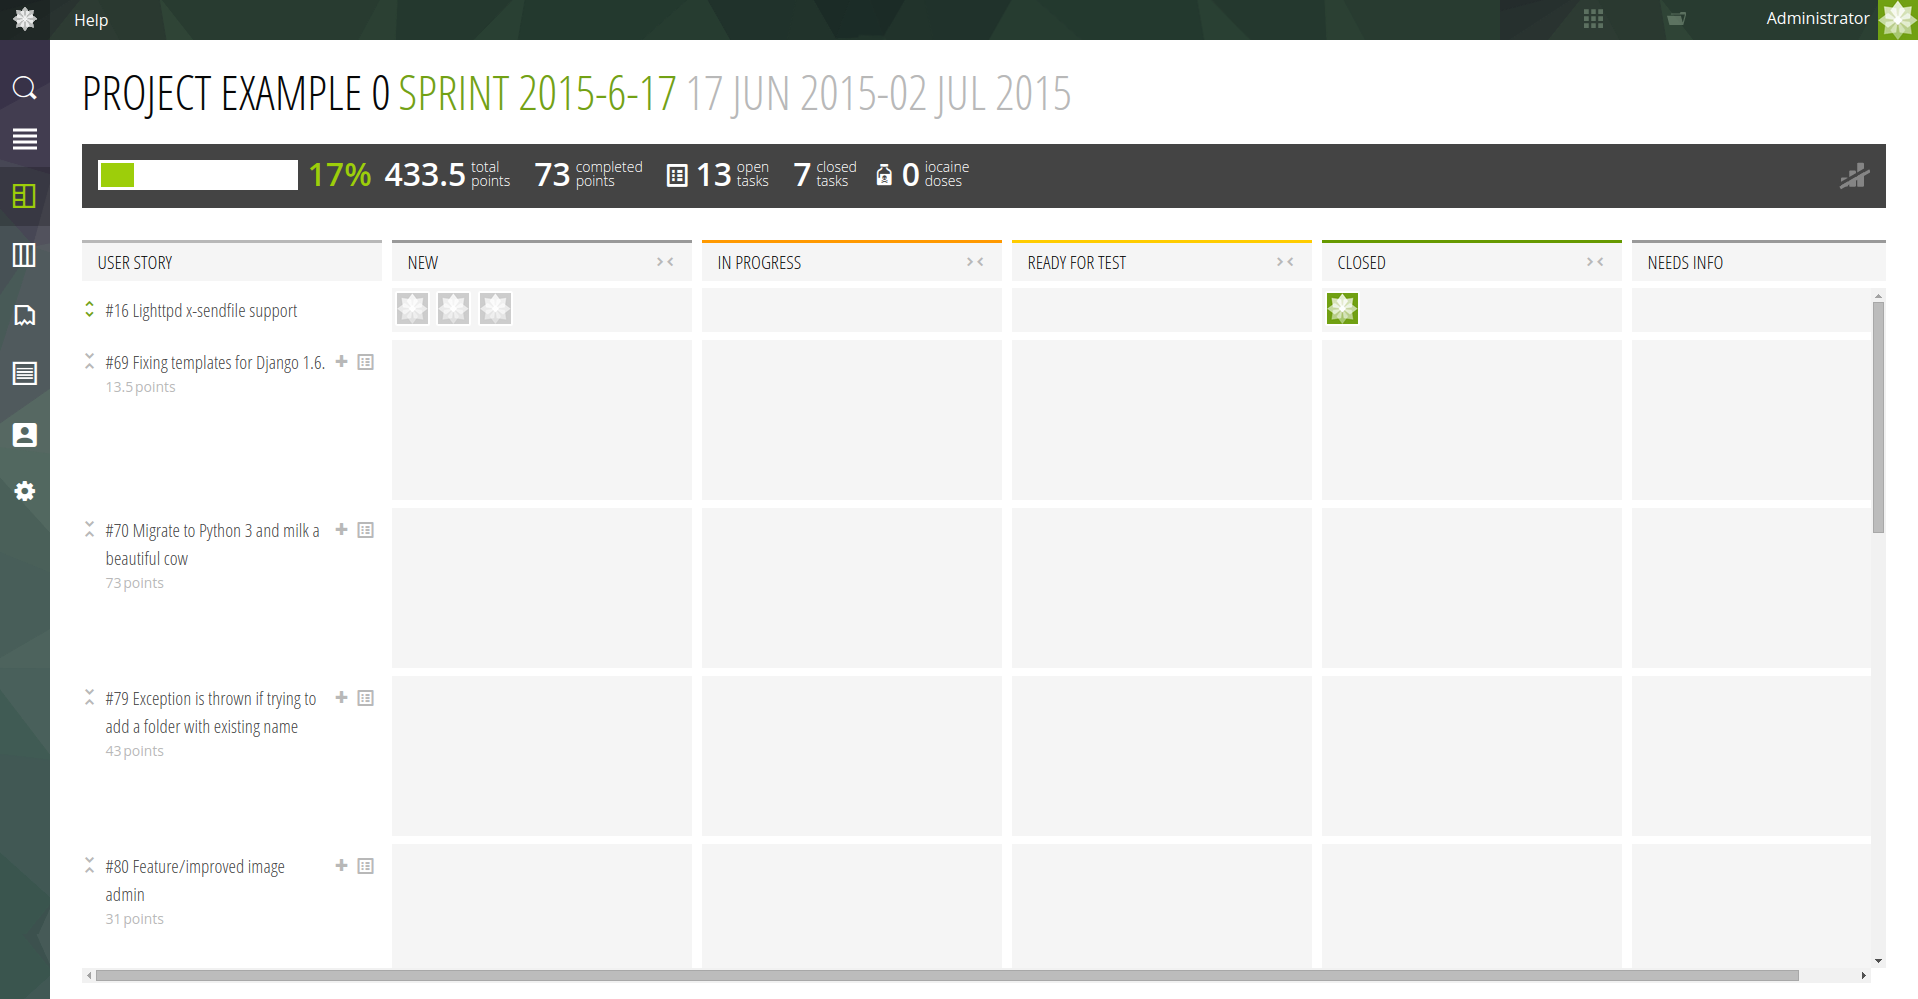 Help
Administrator
PROJECT EXAMPLE 0 SPRINT 2015-6-17 17 JUN 2015-02 JUL 2015
17% 433.5 total points 73 completed points 13 open tasks 7 closed tasks 0 iocaine doses
USER STORY NEW IN PROGRESS READY FOR TEST CLOSED NEEDS INFO
#16 Lighttpd x-sendfile support
#69 Fixing templates for Django 1.6.
13.5 points
#70 Migrate to Python 3 and milk a
beautiful cow
73 points
#79 Exception is thrown if trying to
add a folder with existing name
43 points
#80 Feature/improved image
admin
31 points